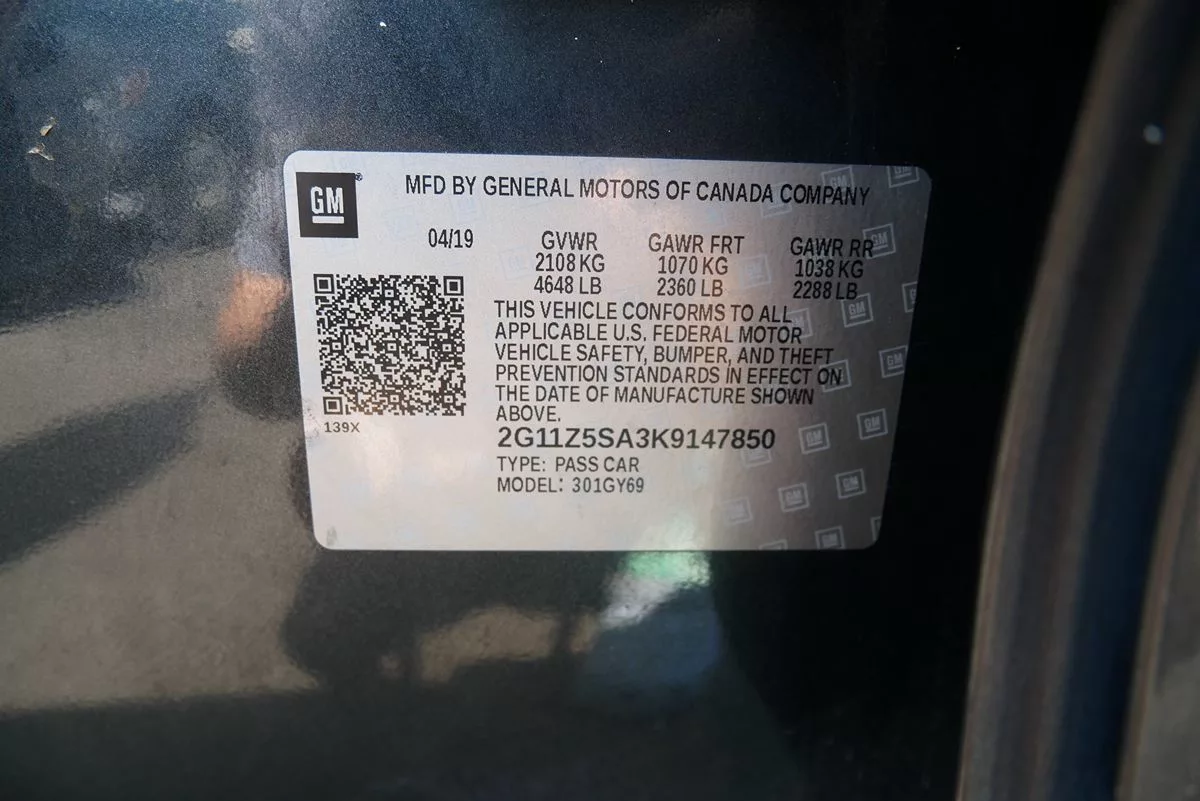 GM
MFD BY GENERAL MOTORS OF CANADA COMPANY
04/19 GVWR GAWR FRT GAWR RR
2108 KG 1070 KG 1038 KG
4648 LB 2360 LB 2288 LB
THIS VEHICLE CONFORMS TO ALL
APPLICABLE U.S. FEDERAL MOTOR
VEHICLE SAFETY, BUMPER, AND THEFT
PREVENTION STANDARDS IN EFFECT ON
THE DATE OF MANUFACTURE SHOWN
ABOVE.
139X
2G11Z5SA3K9147850
TYPE: PASS CAR
MODEL: 301GY69